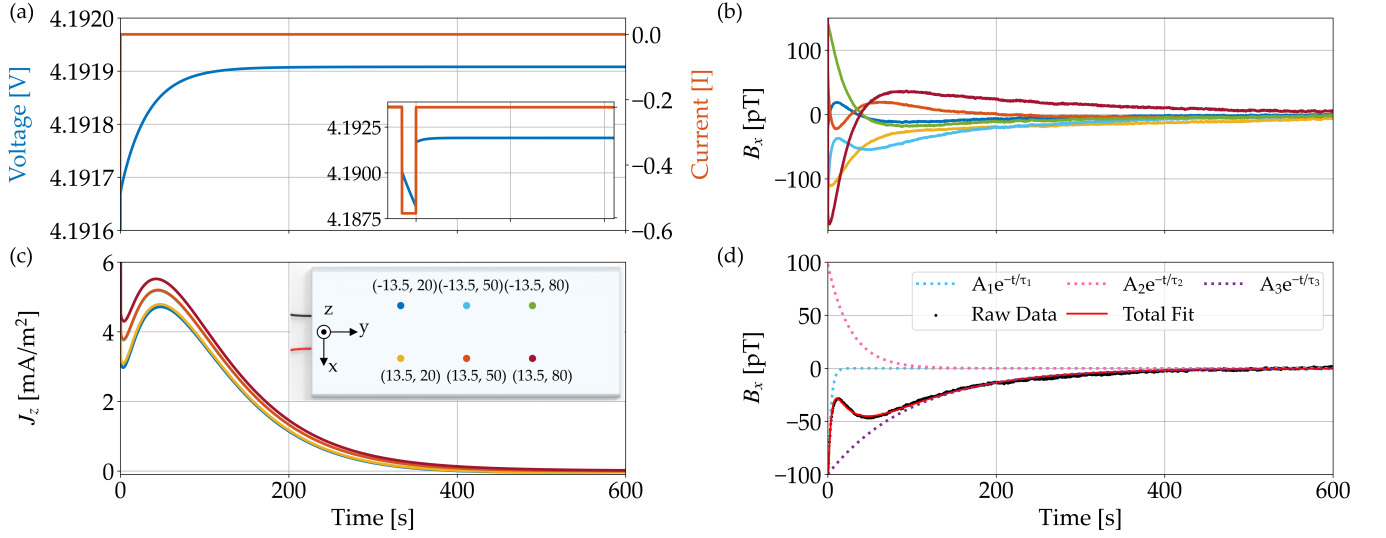 (a)
Voltage [V]
4.1920
4.1919
4.1918
4.1917
4.1916
0.0
−0.2
−0.4
−0.6
Current [I]
4.1925
4.1900
4.1875
(b)
B_x [pT]
100
0
−100
(c)
J_z [mA/m²]
6
4
2
0
(-13.5, 20)(-13.5, 50)(-13.5, 80)
z
y
x
(13.5, 20) (13.5, 50) (13.5, 80)
0 200 400 600
Time [s]
(d)
B_x [pT]
100
50
0
−50
−100
A₁e^{−t/τ₁} A₂e^{−t/τ₂} A₃e^{−t/τ₃}
Raw Data Total Fit
0 200 400 600
Time [s]